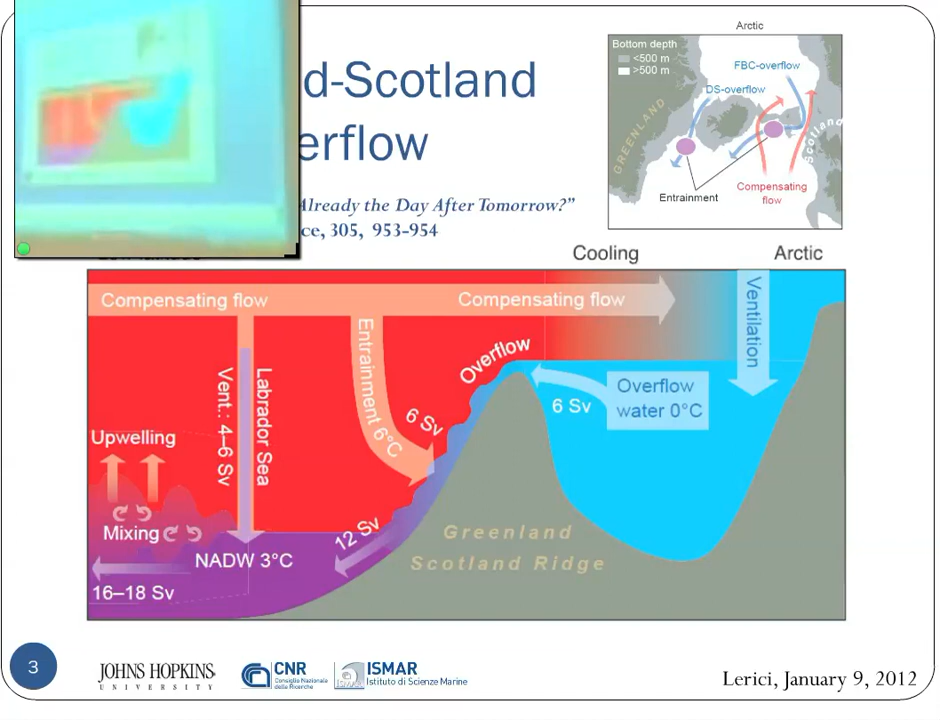 d-Scotland
erflow
Already the Day After Tomorrow?"
ce, 305, 953-954
Arctic
Bottom depth
<500 m
>500 m
FBC-overflow
DS-overflow
GREENLAND
Scotland
Entrainment
Compensating
flow
Cooling
Arctic
Compensating flow
Compensating flow
Ventilation
Entrainment 6°C
Overflow
Overflow
water 0°C
6 Sv
6 Sv
Labrador Sea
Vent.: 4–6 Sv
Upwelling
Mixing
12 Sv
NADW 3°C
16–18 Sv
Greenland
Scotland Ridge
3
JOHNS HOPKINS
UNIVERSITY
CNR
Consiglio Nazionale
delle Ricerche
ISMAR
ISMAR
Istituto di Scienze Marine
Lerici, January 9, 2012